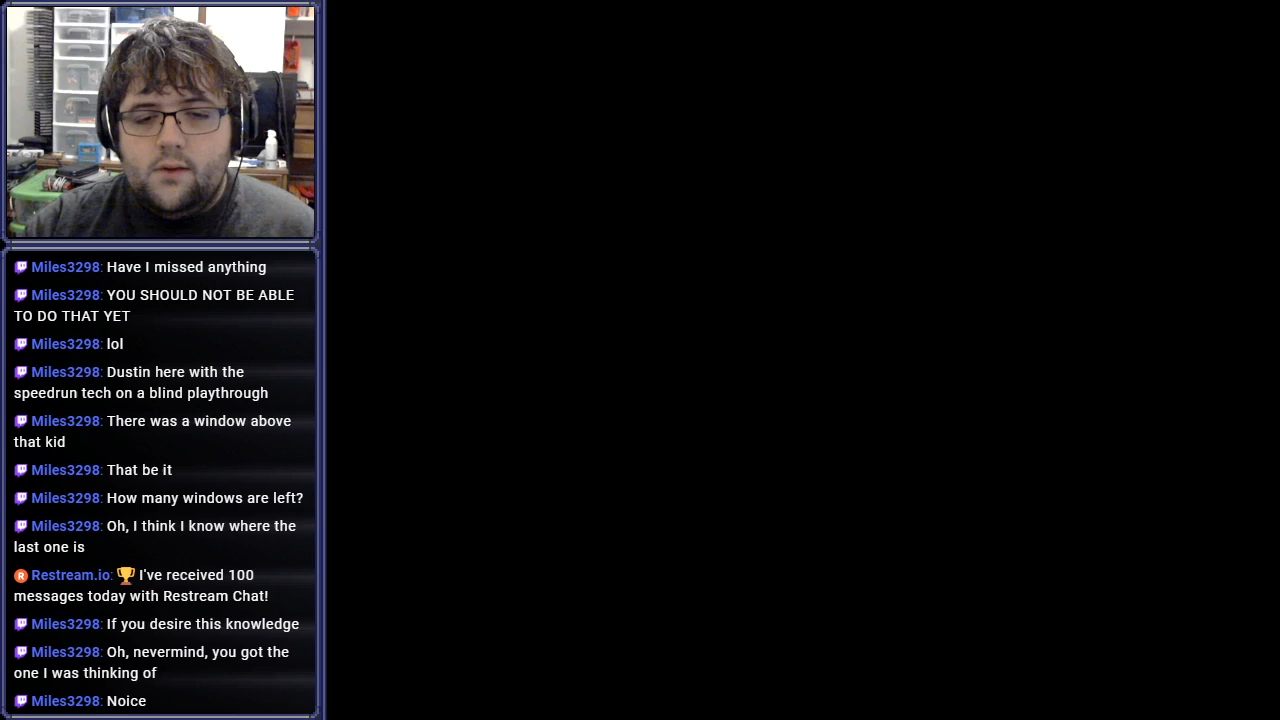 Miles3298: Have I missed anything
Miles3298: YOU SHOULD NOT BE ABLE
TO DO THAT YET
Miles3298: lol
Miles3298: Dustin here with the
speedrun tech on a blind playthrough
Miles3298: There was a window above
that kid
Miles3298: That be it
Miles3298: How many windows are left?
Miles3298: Oh, I think I know where the
last one is
Restream.io: 🏆 I've received 100
messages today with Restream Chat!
Miles3298: If you desire this knowledge
Miles3298: Oh, nevermind, you got the
one I was thinking of
Miles3298: Noice